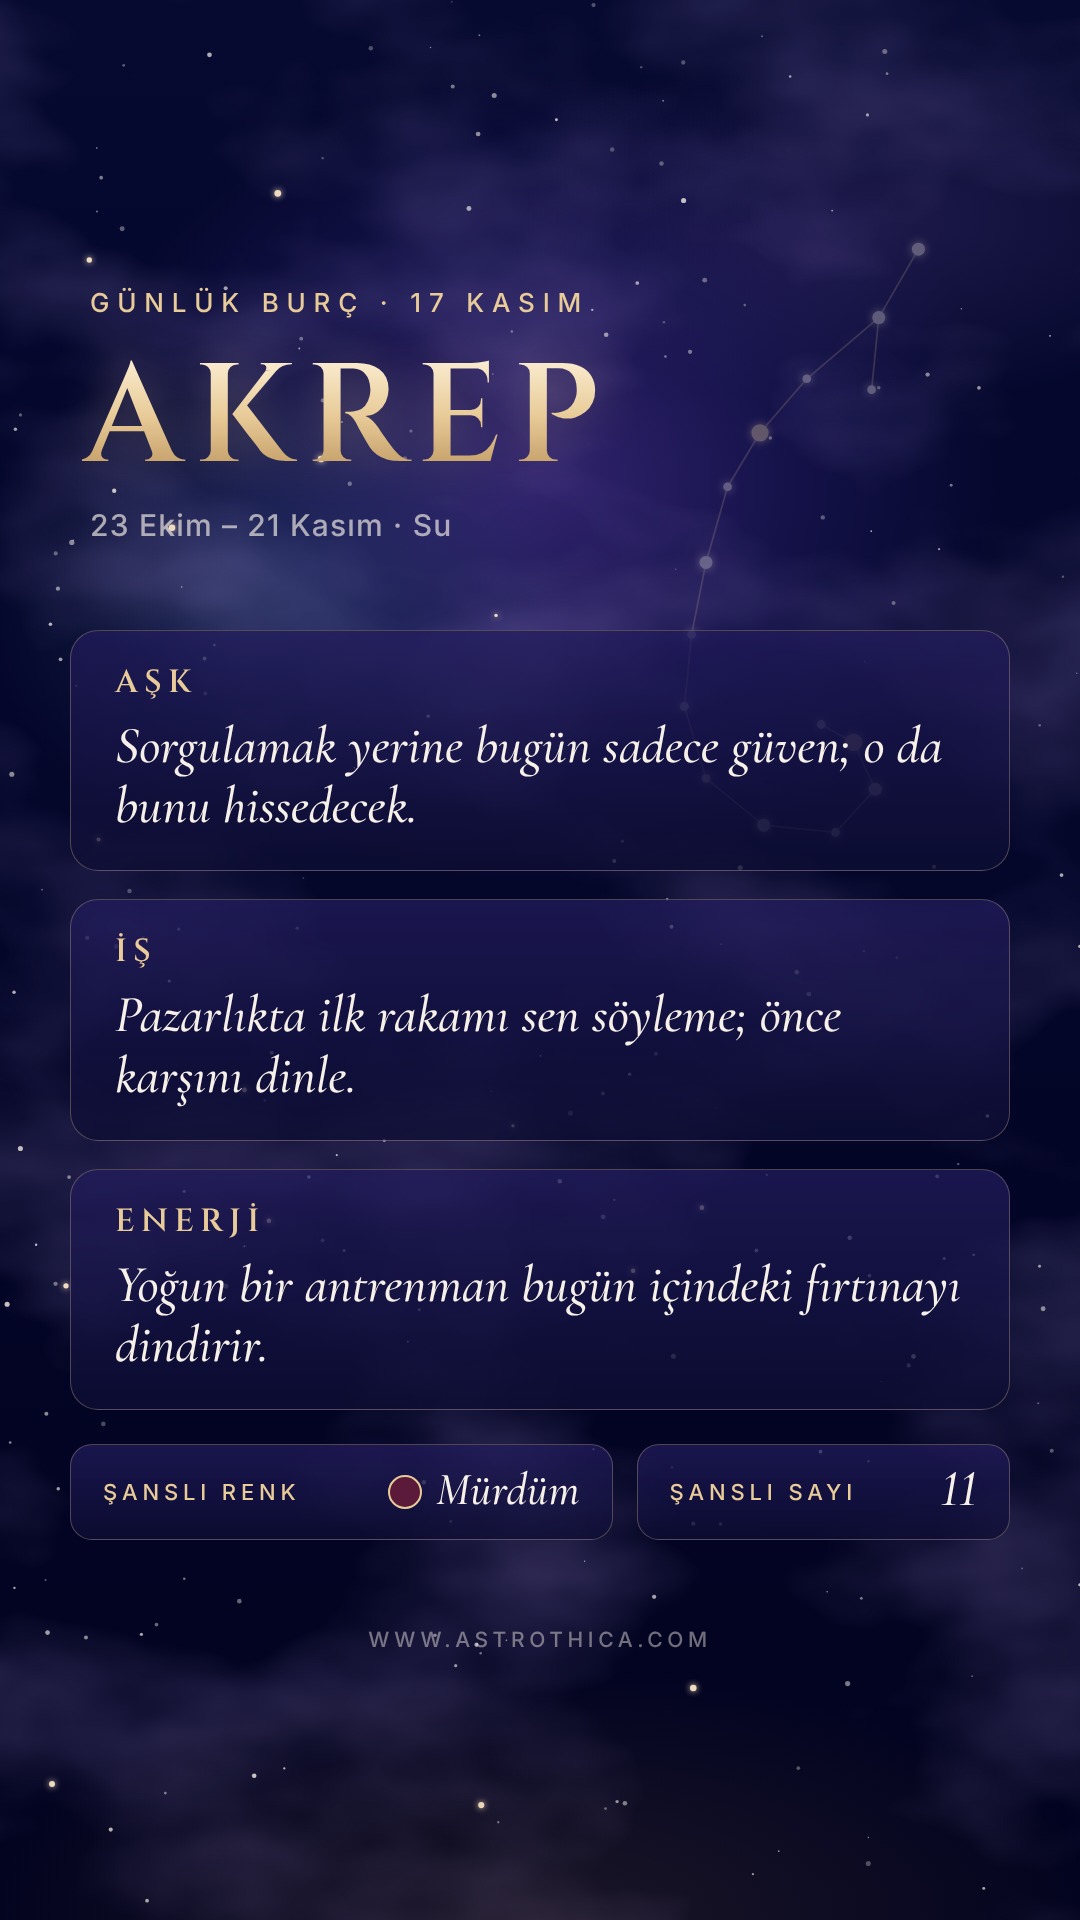 GÜNLÜK BURÇ · 17 KASIM
AKREP
23 Ekim – 21 Kasım · Su
AŞK
Sorgulamak yerine bugün sadece güven; o da
bunu hissedecek.
İŞ
Pazarlıkta ilk rakamı sen söyleme; önce
karşını dinle.
ENERJİ
Yoğun bir antrenman bugün içindeki fırtınayı
dindirir.
ŞANSLI RENK Mürdüm
ŞANSLI SAYI 11
WWW.ASTROTHICA.COM